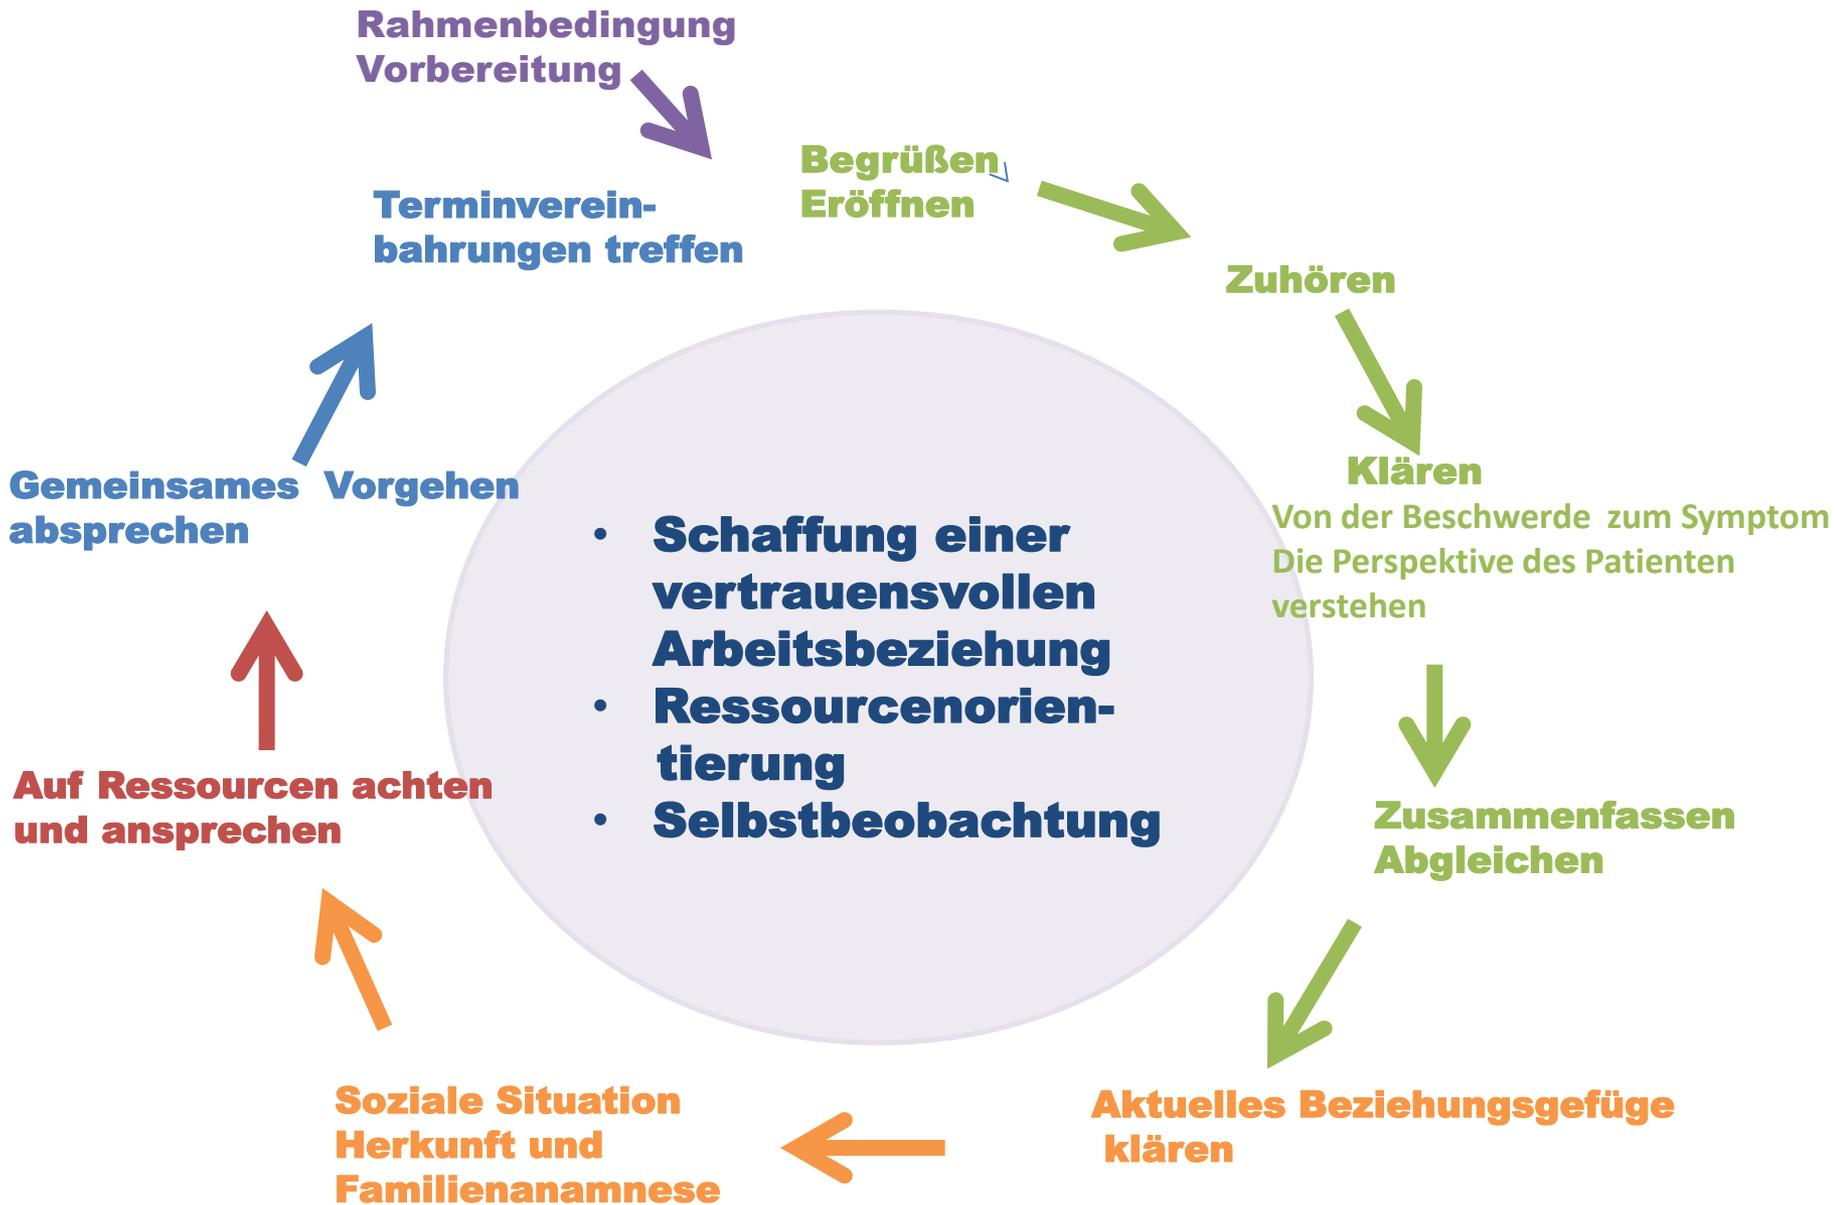 Rahmenbedingung
Vorbereitung
Begrüßen
Eröffnen
Zuhören
Klären
Von der Beschwerde zum Symptom
Die Perspektive des Patienten
verstehen
Zusammenfassen
Abgleichen
Aktuelles Beziehungsgefüge
klären
Soziale Situation
Herkunft und
Familienanamnese
Auf Ressourcen achten
und ansprechen
Gemeinsames Vorgehen
absprechen
Terminverein-
bahrungen treffen
• Schaffung einer
vertrauensvollen
Arbeitsbeziehung
• Ressourcenorien-
tierung
• Selbstbeobachtung